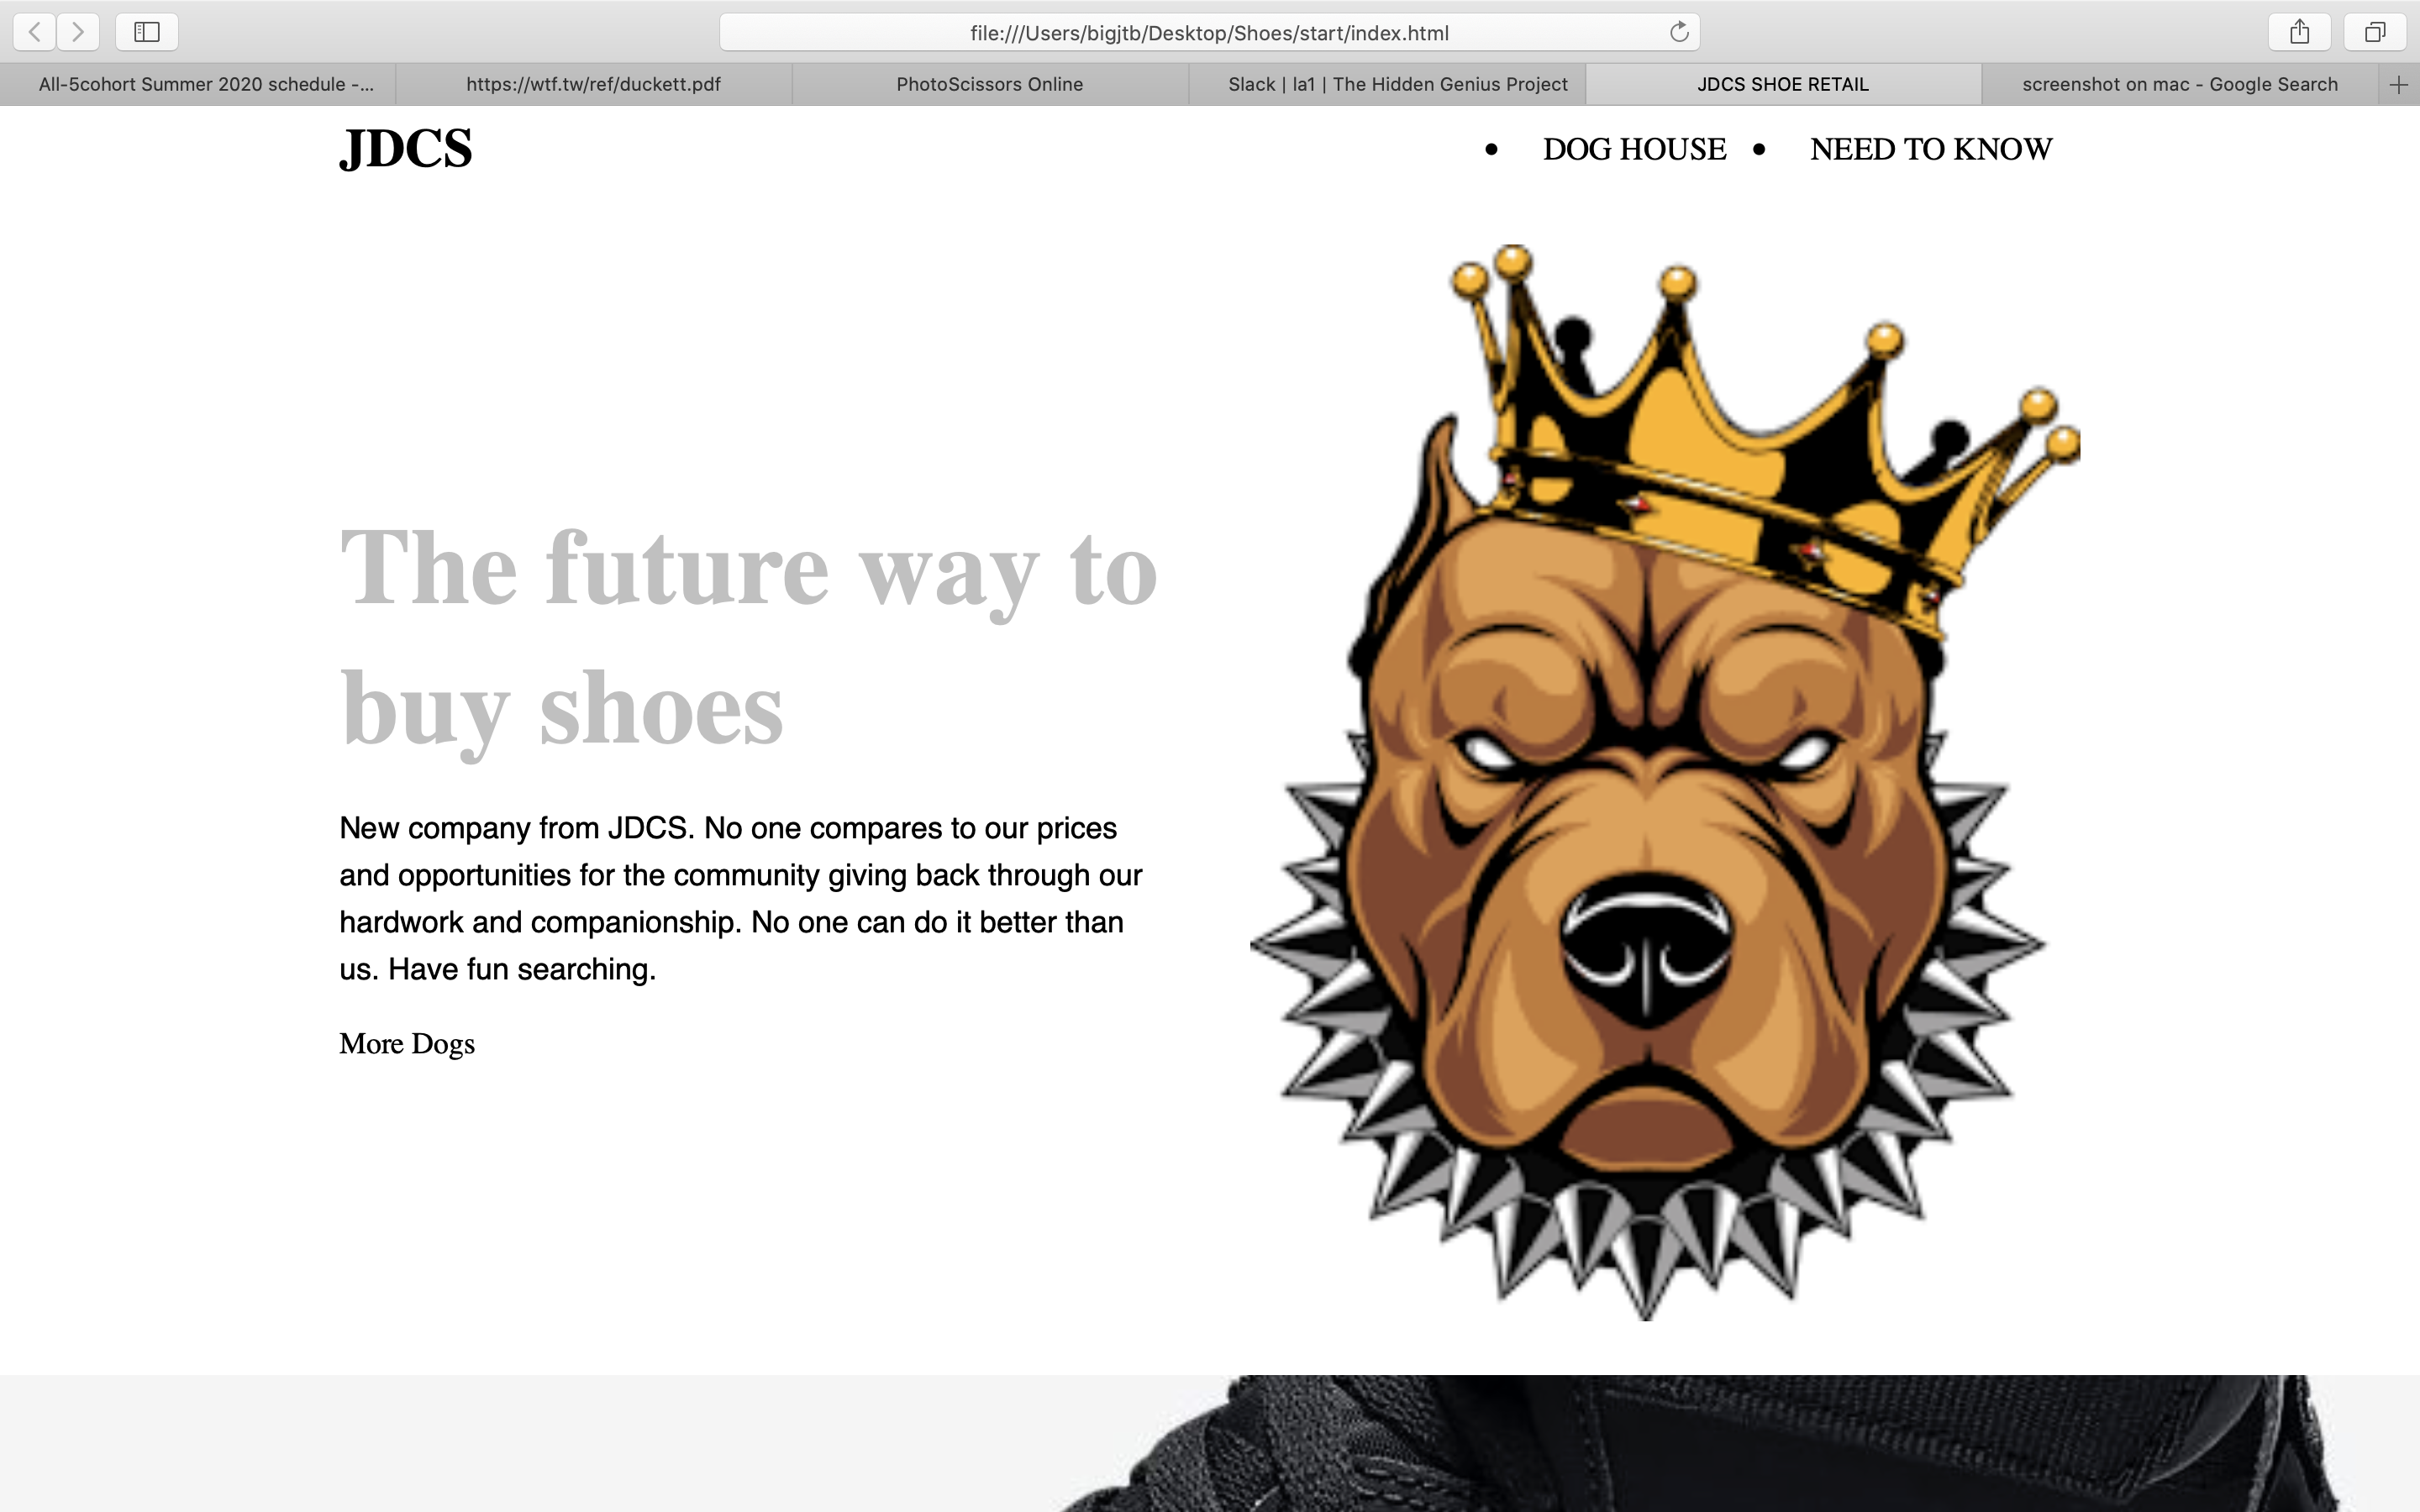 file:///Users/bigjtb/Desktop/Shoes/start/index.html
All-5cohort Summer 2020 schedule -...
https://wtf.tw/ref/duckett.pdf
PhotoScissors Online
Slack | la1 | The Hidden Genius Project
JDCS SHOE RETAIL
screenshot on mac - Google Search
JDCS
• DOG HOUSE • NEED TO KNOW
The future way to
buy shoes
New company from JDCS. No one compares to our prices
and opportunities for the community giving back through our
hardwork and companionship. No one can do it better than
us. Have fun searching.
More Dogs